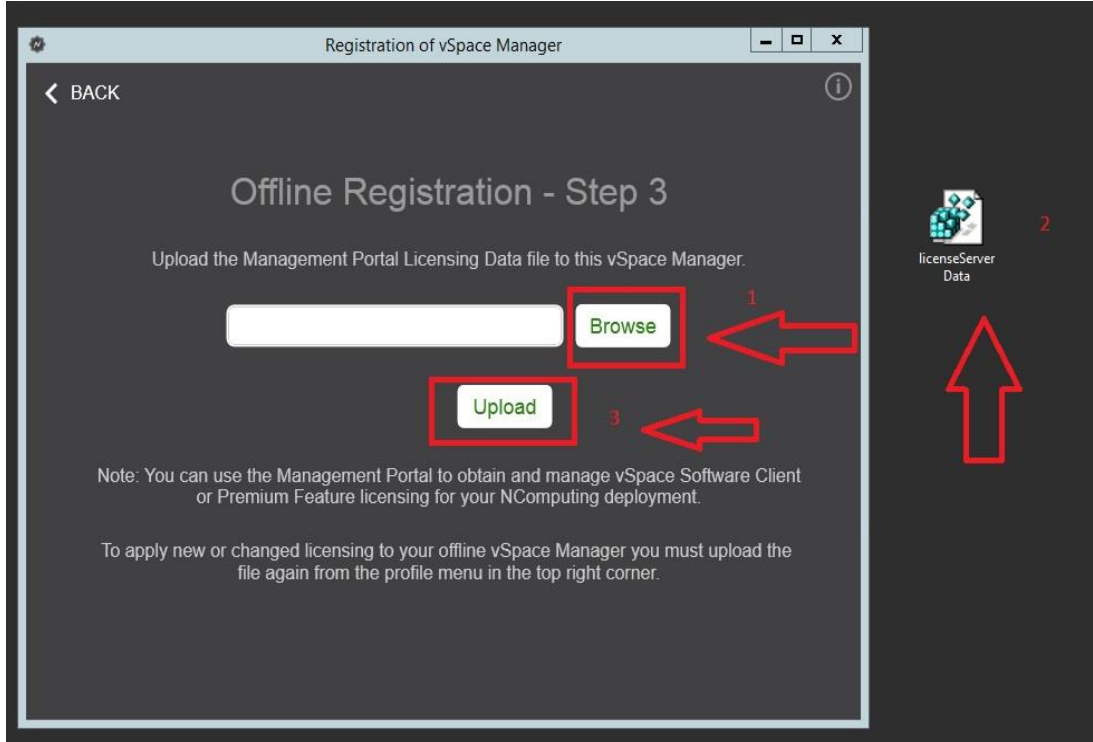 Registration of vSpace Manager
BACK
Offline Registration - Step 3
Upload the Management Portal Licensing Data file to this vSpace Manager.
1
Browse
Upload
3
Note: You can use the Management Portal to obtain and manage vSpace Software Client
or Premium Feature licensing for your NComputing deployment.
To apply new or changed licensing to your offline vSpace Manager you must upload the
file again from the profile menu in the top right corner.
2
licenseServer
Data